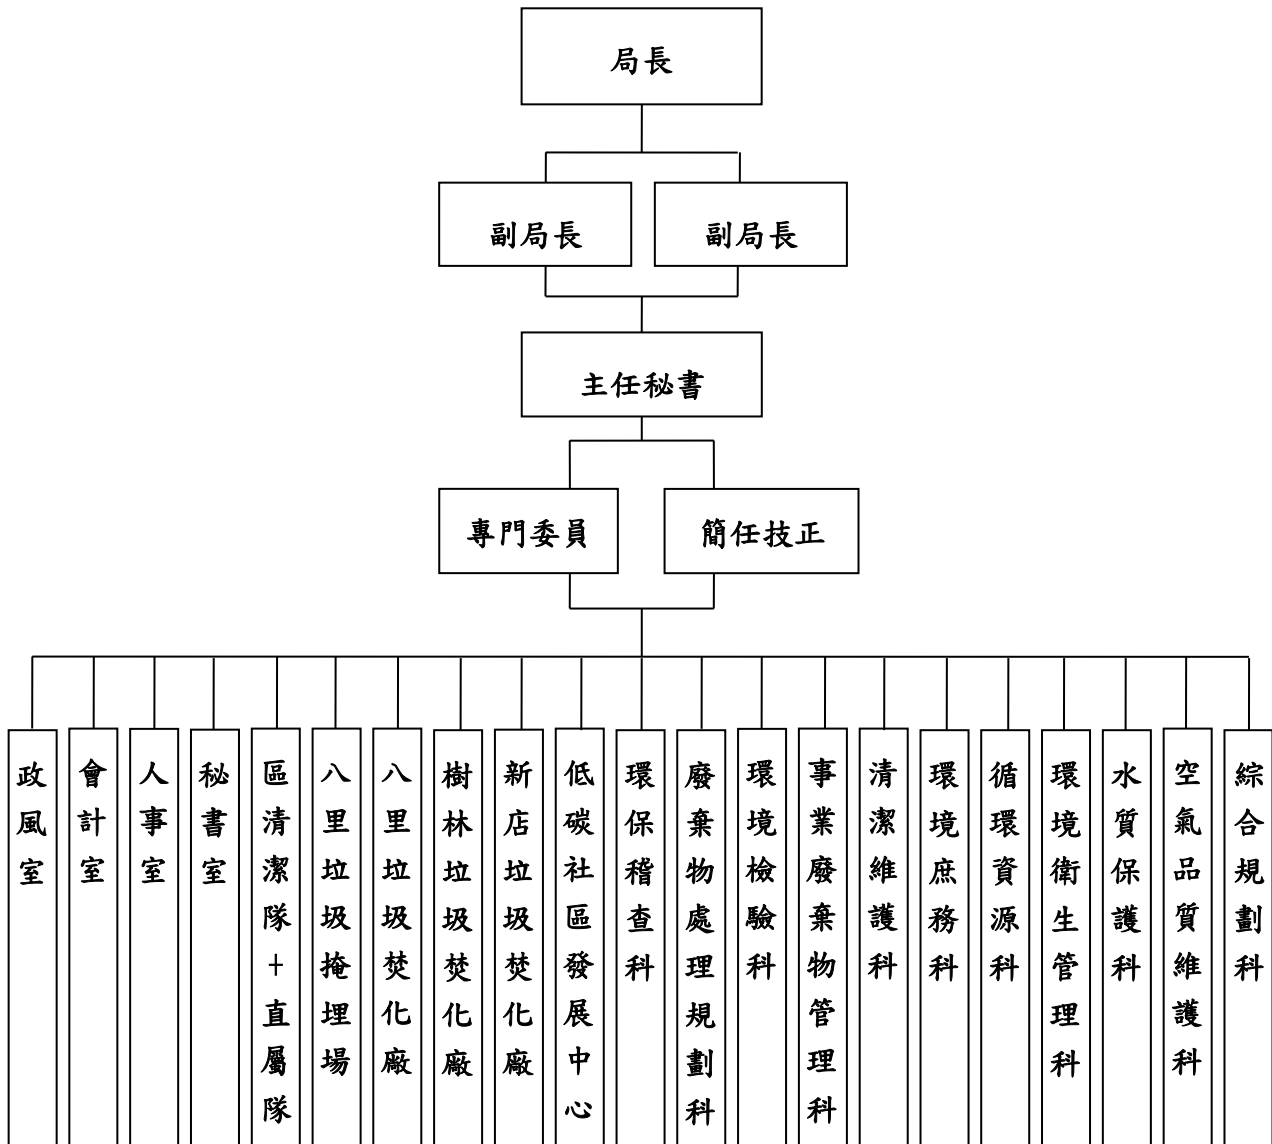 局長
副局長
副局長
主任秘書
專門委員
簡任技正
政風室
會計室
人事室
秘書室
區清潔隊+直屬隊
八里垃圾掩埋場
八里垃圾焚化廠
樹林垃圾焚化廠
新店垃圾焚化廠
低碳社區發展中心
環保稽查科
廢棄物處理規劃科
環境檢驗科
事業廢棄物管理科
清潔維護科
環境庶務科
循環資源科
環境衛生管理科
水質保護科
空氣品質維護科
綜合規劃科